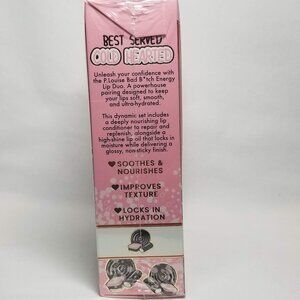 BEST SERVED
COLD HEARTED
Unleash your confidence with
the P.Louise Bad B*tch Energy
Lip Duo. A powerhouse
pairing designed to keep
your lips soft, smooth, and
ultra-hydrated.
This dynamic set includes
a deeply nourishing lip
conditioner to repair and
replenish, alongside a
high-shine lip oil that locks in
moisture while delivering a
glossy, non-sticky finish.
SOOTHES &
NOURISHES
IMPROVES
TEXTURE
LOCKS IN
HYDRATION